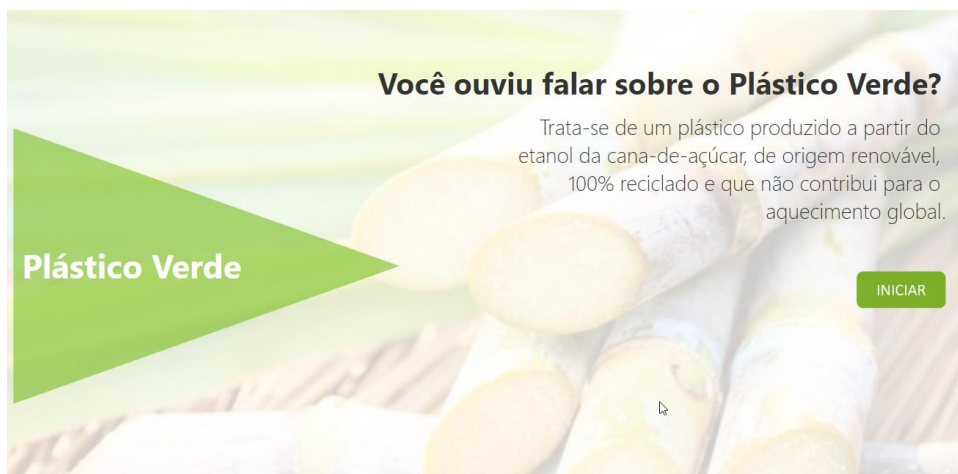 Você ouviu falar sobre o Plástico Verde?
Trata-se de um plástico produzido a partir do
etanol da cana-de-açúcar, de origem renovável,
100% reciclado e que não contribui para o
aquecimento global.
Plástico Verde
INICIAR